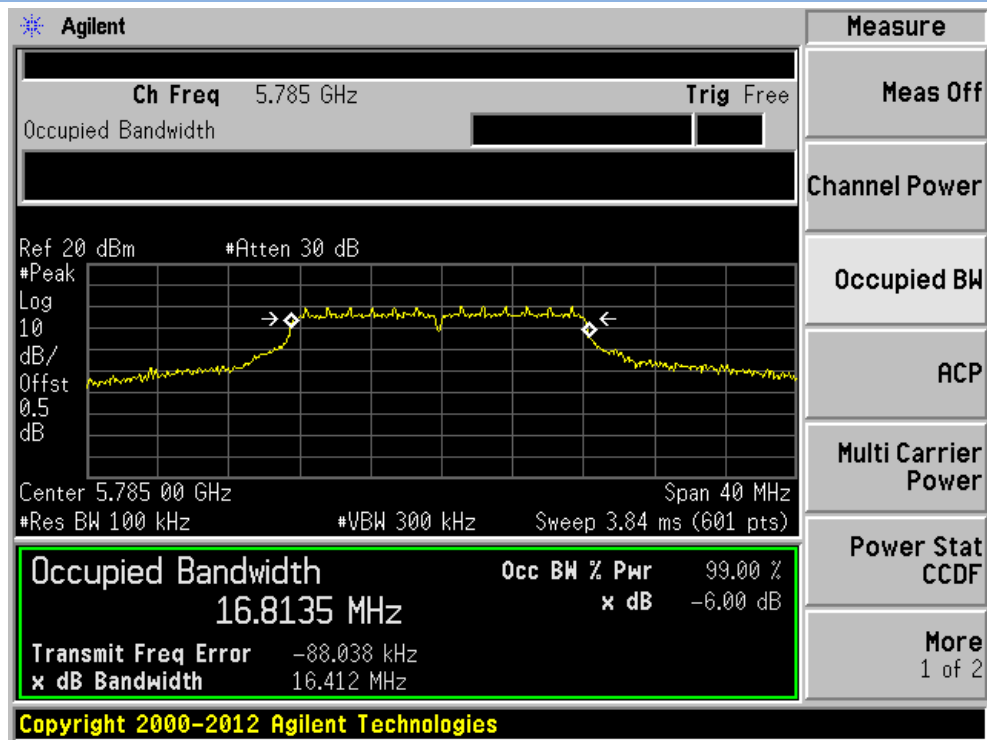 Agilent
Measure
Ch Freq 5.785 GHz Trig Free
Meas Off
Occupied Bandwidth
Channel Power
Ref 20 dBm #Atten 30 dB
#Peak
Log
10
dB/
Offst
0.5
dB
Occupied BW
ACP
Multi Carrier
Power
Center 5.785 00 GHz Span 40 MHz
#Res BW 100 kHz #VBW 300 kHz Sweep 3.84 ms (601 pts)
Power Stat
CCDF
Occupied Bandwidth Occ BW % Pwr 99.00 %
16.8135 MHz x dB -6.00 dB
Transmit Freq Error -88.038 kHz
x dB Bandwidth 16.412 MHz
More
1 of 2
Copyright 2000-2012 Agilent Technologies